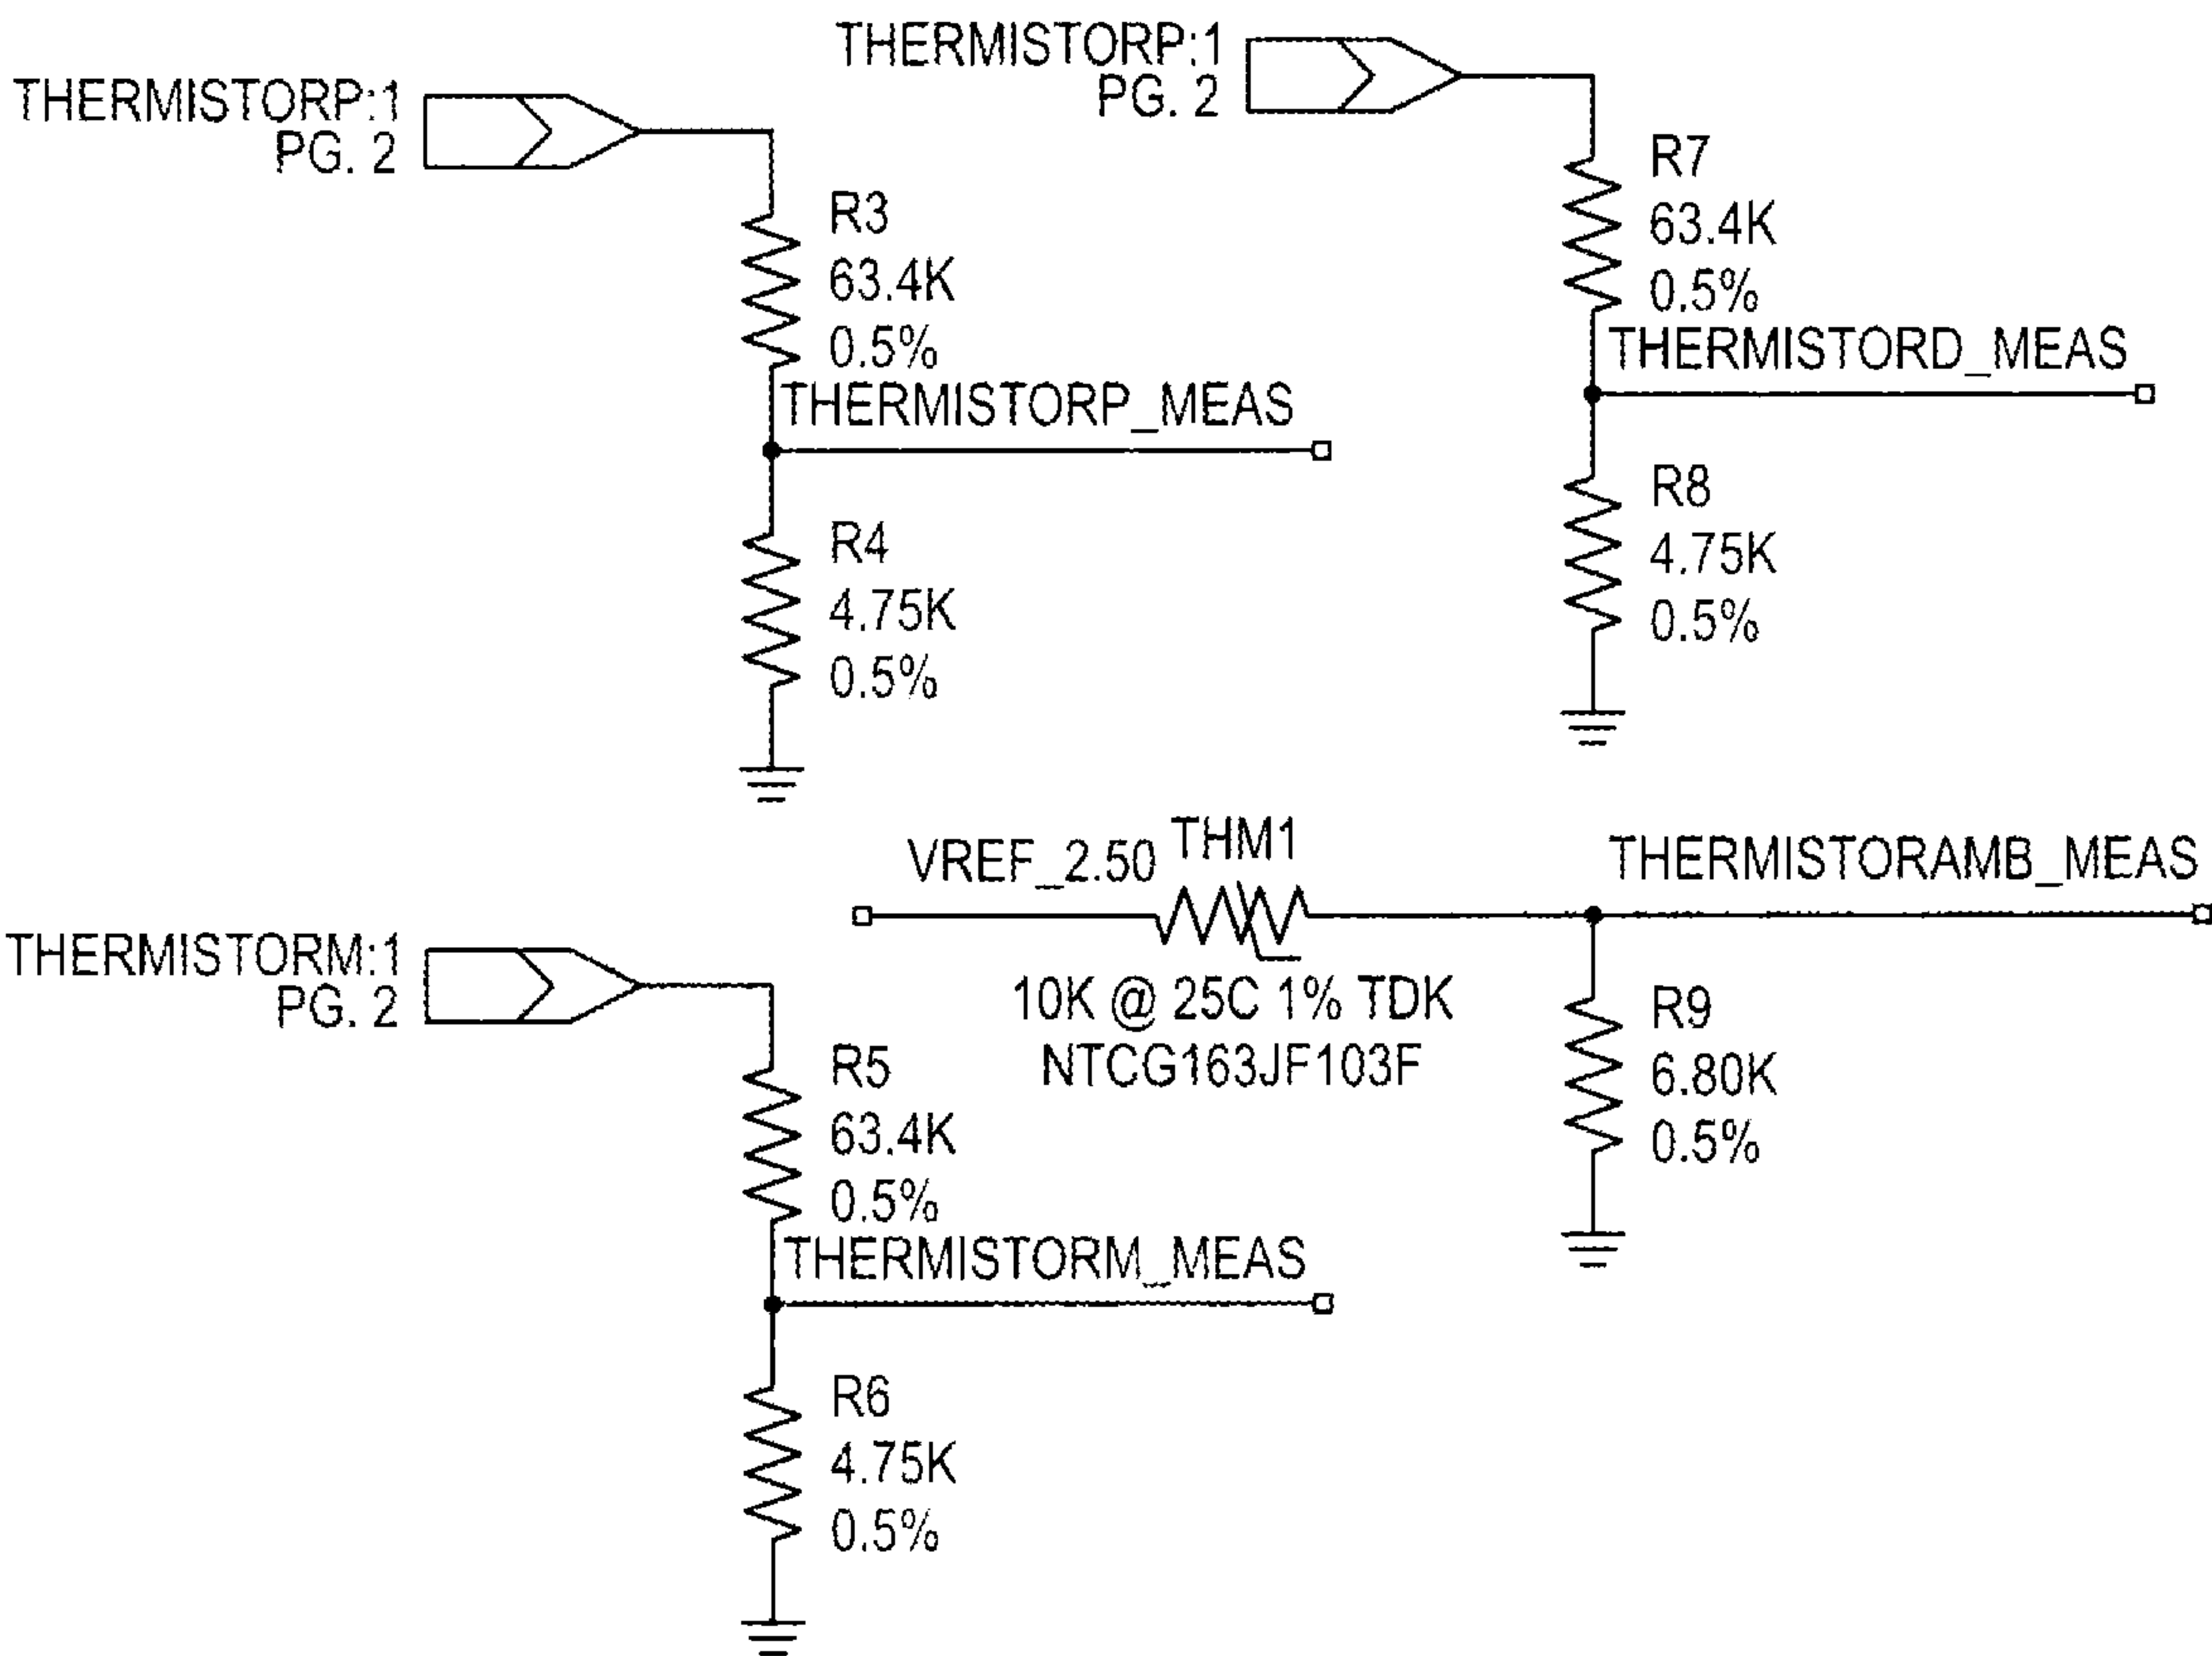 THERMISTORP:1
PG. 2
R3
63.4K
0.5%
THERMISTORP_MEAS
R4
4.75K
0.5%
THERMISTORP:1
PG. 2
R7
63.4K
0.5%
THERMISTORD_MEAS
R8
4.75K
0.5%
THERMISTORM:1
PG. 2
R5
63.4K
0.5%
THERMISTORM_MEAS
R6
4.75K
0.5%
VREF_2.50
THM1
10K @ 25C 1% TDK
NTCG163JF103F
THERMISTORAMB_MEAS
R9
6.80K
0.5%